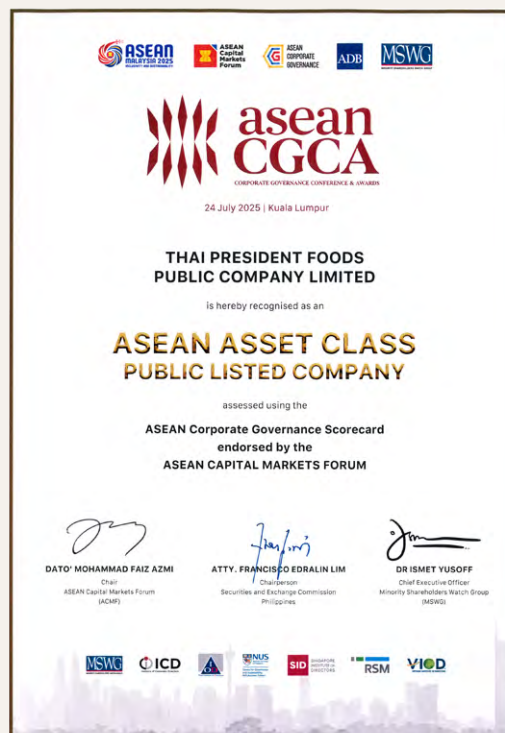 ASEAN
MALAYSIA 2025
INCLUSIVITY AND SUSTAINABILITY
ASEAN
Capital
Markets
Forum
ASEAN
CORPORATE
GOVERNANCE
ADB
MSWG
asean
CGCA
CORPORATE GOVERNANCE CONFERENCE & AWARDS
24 July 2025 | Kuala Lumpur
THAI PRESIDENT FOODS
PUBLIC COMPANY LIMITED
is hereby recognised as an
ASEAN ASSET CLASS
PUBLIC LISTED COMPANY
assessed using the
ASEAN Corporate Governance Scorecard
endorsed by the
ASEAN CAPITAL MARKETS FORUM
DATO' MOHAMMAD FAIZ AZMI
Chair
ASEAN Capital Markets Forum
(ACMF)
ATTY. FRANCISCO EDRALIN LIM
Chairperson
Securities and Exchange Commission
Philippines
DR ISMET YUSOFF
Chief Executive Officer
Minority Shareholders Watch Group
(MSWG)
MSWG
ICD
NUS
SID
SINGAPORE
INSTITUTE OF
DIRECTORS
RSM
VIOD